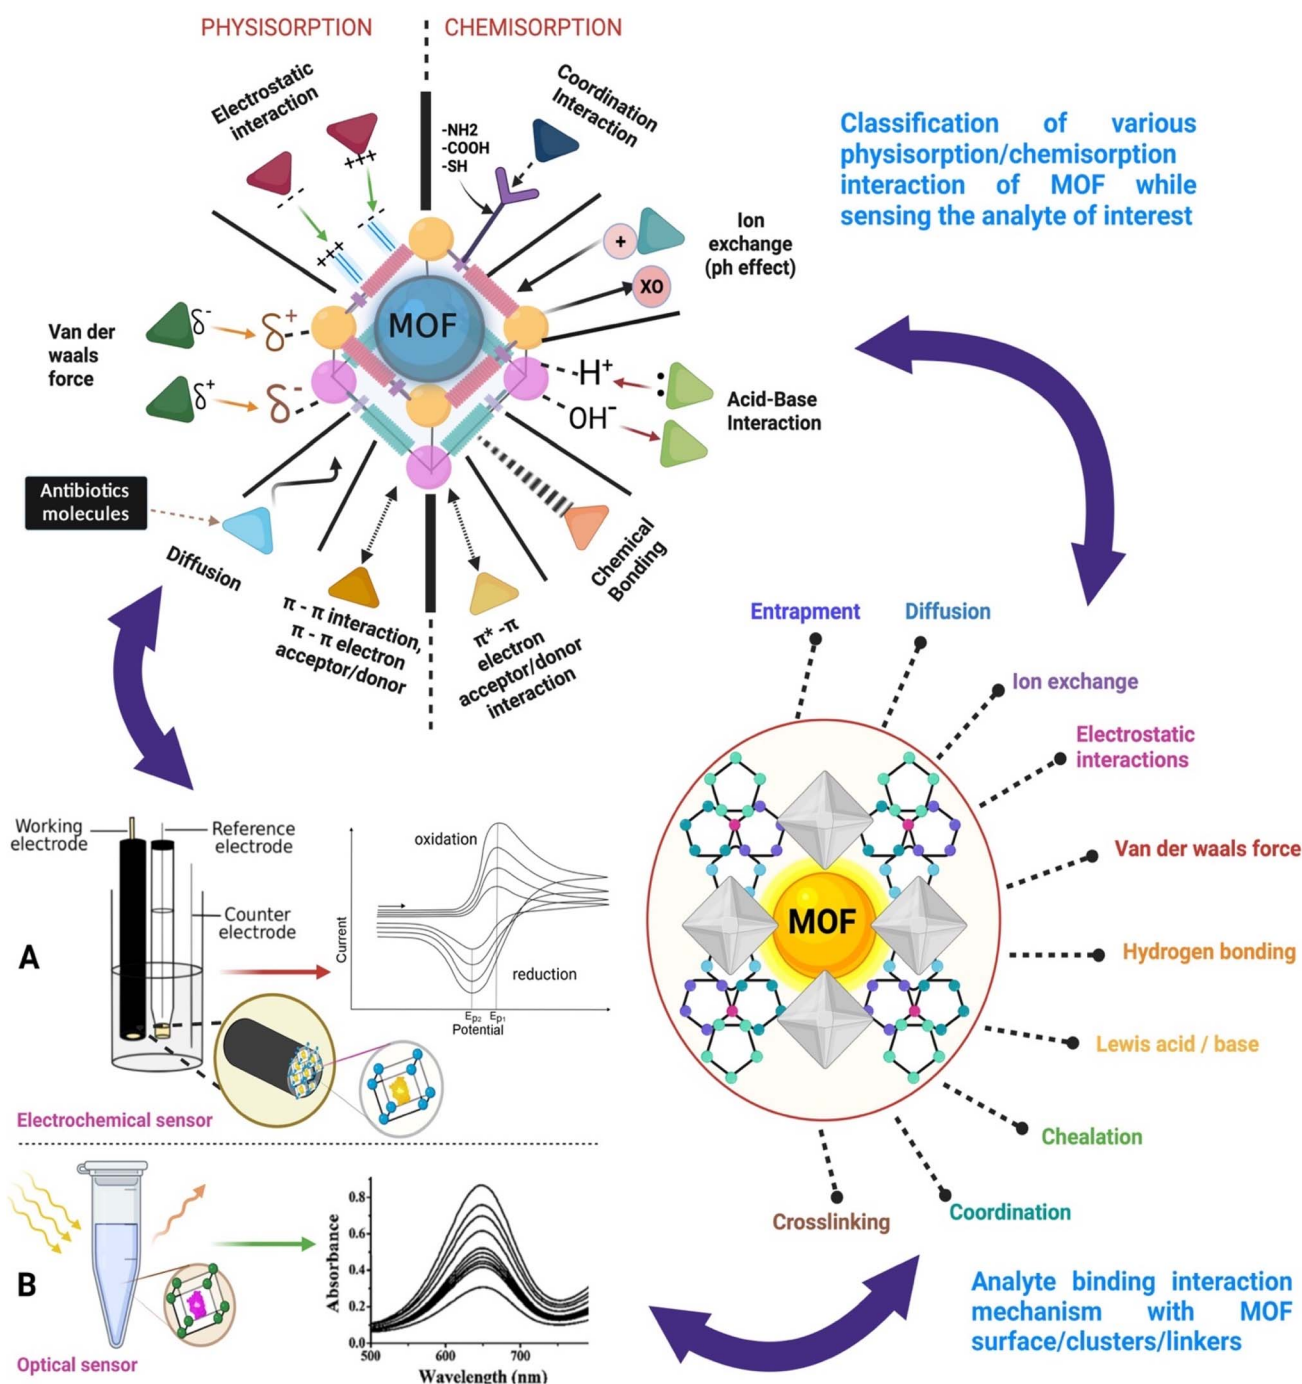 PHYSISORPTION
CHEMISORPTION
Electrostatic
interaction
Coordination
Interaction
-NH2
-COOH
-SH
+++
- - -
- -
+++
Classification of various
physisorption/chemisorption
interaction of MOF while
sensing the analyte of interest
Ion
exchange
(ph effect)
+
XO
MOF
Van der
waals
force
δ-
δ+
δ+
δ-
H+
OH-
Acid-Base
Interaction
Antibiotics
molecules
Diffusion
π - π interaction,
π - π electron
acceptor/donor
π* -π
electron
acceptor/donor
interaction
Chemical
Bonding
Entrapment
Diffusion
Ion exchange
Electrostatic
interactions
Van der waals force
Hydrogen bonding
Lewis acid / base
Chealation
Coordination
Crosslinking
MOF
Analyte binding interaction
mechanism with MOF
surface/clusters/linkers
Working
electrode
Reference
electrode
Counter
electrode
A
oxidation
reduction
Current
Ep2
Ep1
Potential
Electrochemical sensor
B
Optical sensor
Absorbance
0.8
0.6
0.4
0.2
0.0
500
600
700
Wavelength (nm)